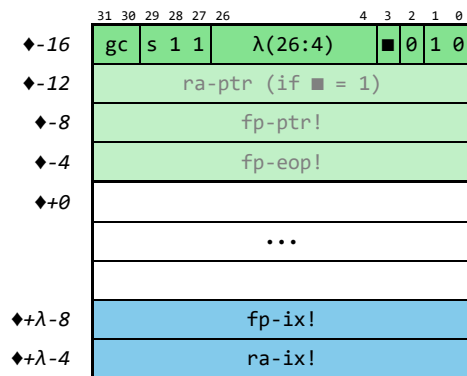 31 30 29 28 27 26 4 3 2 1 0
♦-16 gc s 1 1 λ(26:4) ■ 0 1 0
♦-12 ra-ptr (if ■ = 1)
♦-8 fp-ptr!
♦-4 fp-eop!
♦+0
...
♦+λ-8 fp-ix!
♦+λ-4 ra-ix!